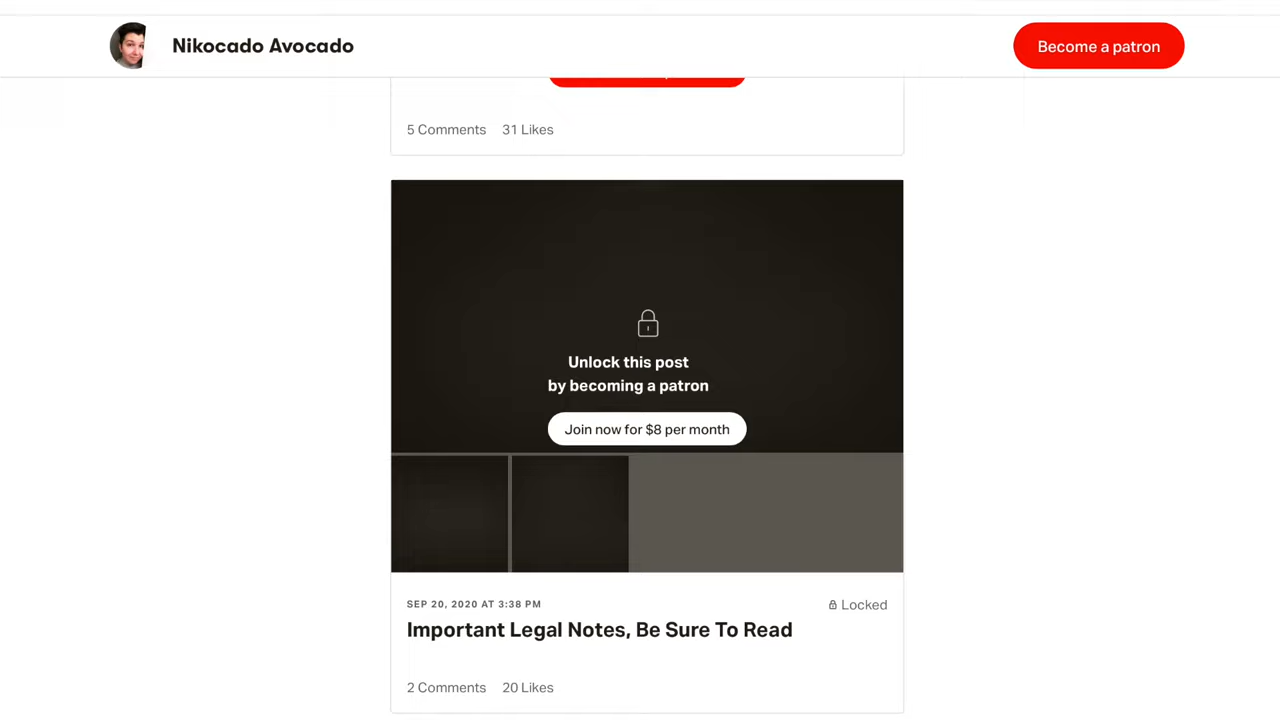 Nikocado Avocado
Become a patron
5 Comments 31 Likes
Unlock this post
by becoming a patron
Join now for $8 per month
SEP 20, 2020 AT 3:38 PM
Locked
Important Legal Notes, Be Sure To Read
2 Comments 20 Likes